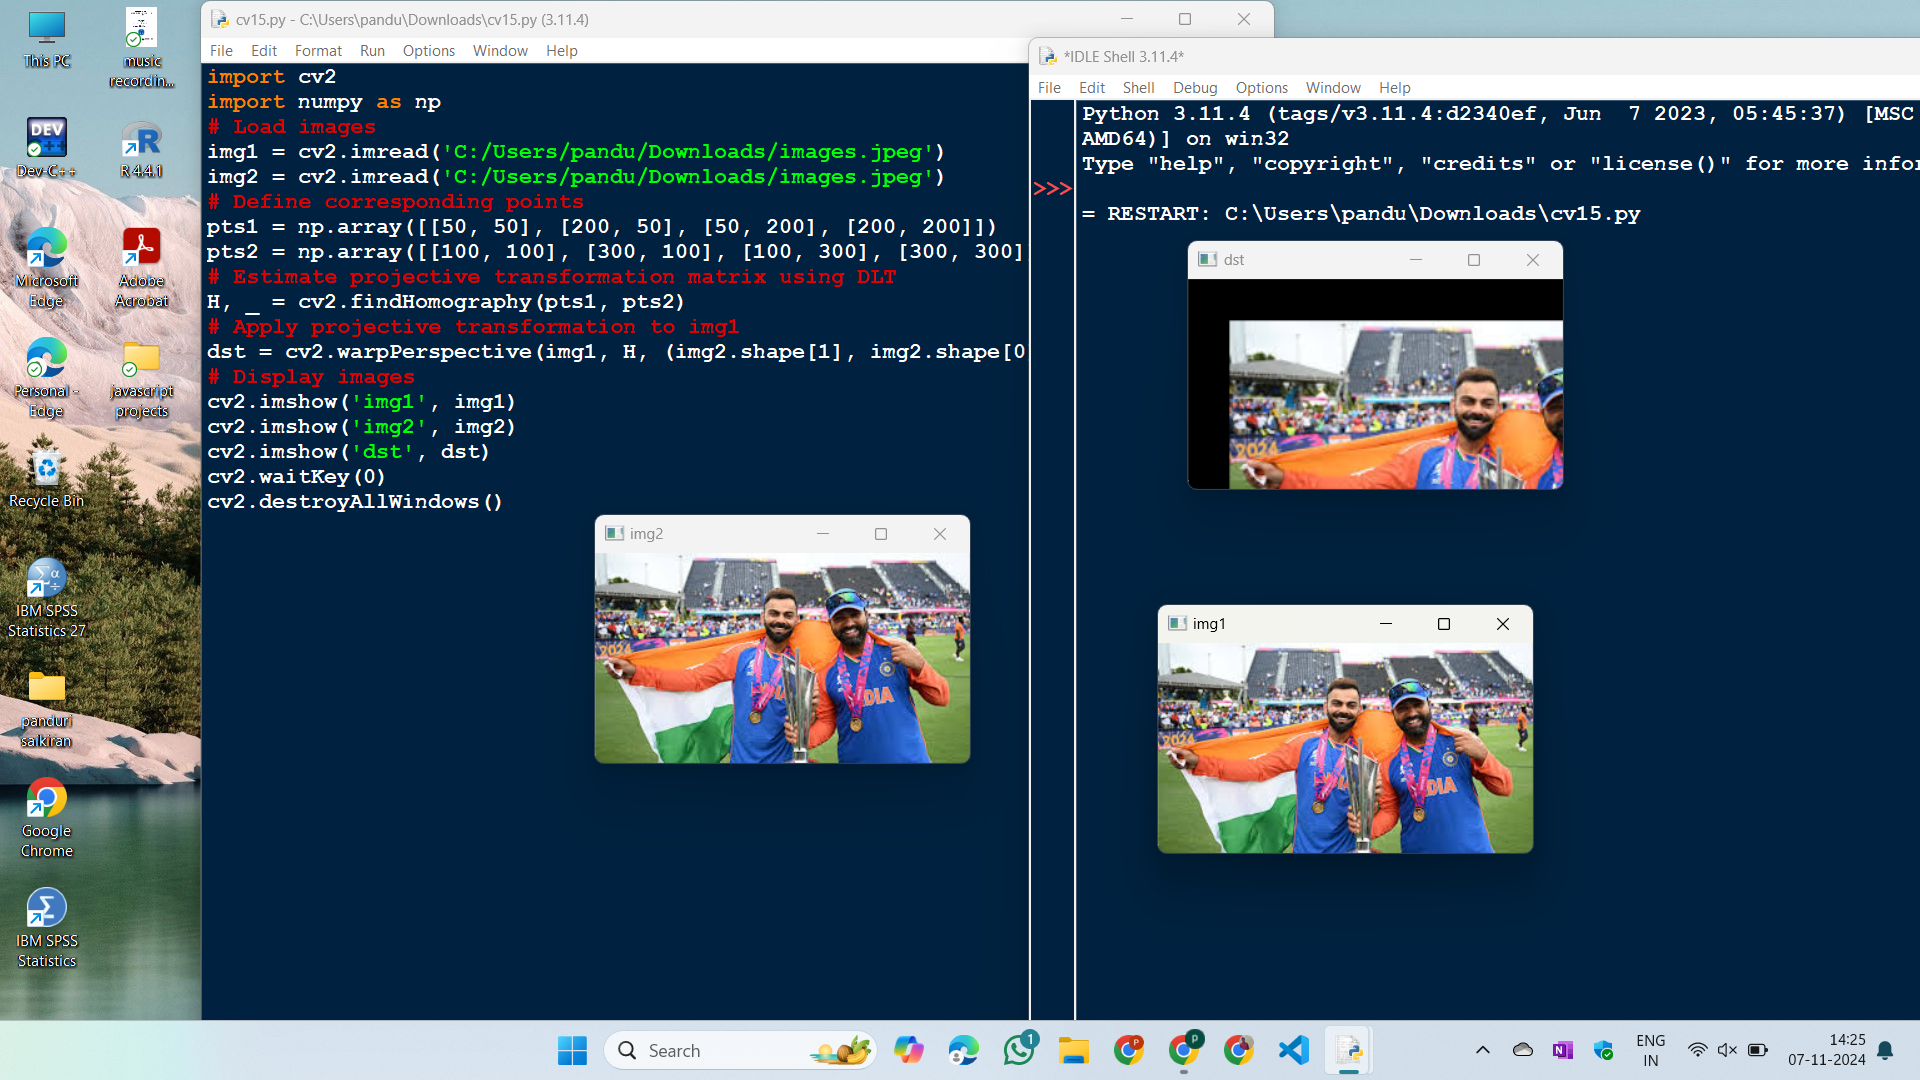 This PC
music
recordin...
Dev-C++
R 4.4.1
Microsoft
Edge
Adobe
Acrobat
Personal -
Edge
javascript
projects
Recycle Bin
IBM SPSS
Statistics 27
panduri
saikiran
Google
Chrome
IBM SPSS
Statistics
cv15.py - C:\Users\pandu\Downloads\cv15.py (3.11.4)
File Edit Format Run Options Window Help
import cv2
import numpy as np
# Load images
img1 = cv2.imread('C:/Users/pandu/Downloads/images.jpeg')
img2 = cv2.imread('C:/Users/pandu/Downloads/images.jpeg')
# Define corresponding points
pts1 = np.array([[50, 50], [200, 50], [50, 200], [200, 200]])
pts2 = np.array([[100, 100], [300, 100], [100, 300], [300, 300]
# Estimate projective transformation matrix using DLT
H, _ = cv2.findHomography(pts1, pts2)
# Apply projective transformation to img1
dst = cv2.warpPerspective(img1, H, (img2.shape[1], img2.shape[0
# Display images
cv2.imshow('img1', img1)
cv2.imshow('img2', img2)
cv2.imshow('dst', dst)
cv2.waitKey(0)
cv2.destroyAllWindows()
*IDLE Shell 3.11.4*
File Edit Shell Debug Options Window Help
Python 3.11.4 (tags/v3.11.4:d2340ef, Jun  7 2023, 05:45:37) [MSC
AMD64)] on win32
Type "help", "copyright", "credits" or "license()" for more infor
>>>
= RESTART: C:\Users\pandu\Downloads\cv15.py
dst
2024
img2
2024
DIA
img1
2024
DIA
Search
1
P
P
ENG
IN
14:25
07-11-2024